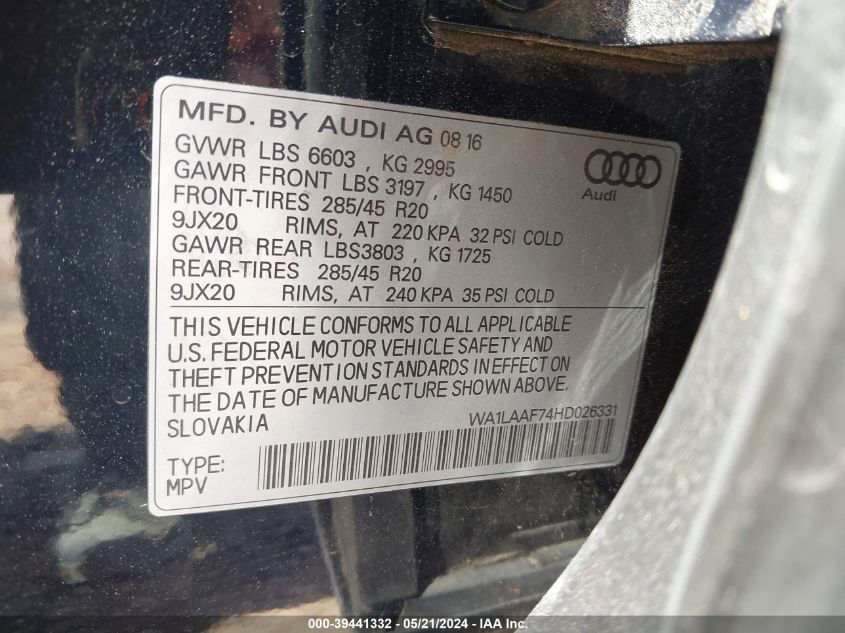 MFD. BY AUDI AG 08 16
GVWR LBS 6603 , KG 2995
GAWR FRONT LBS 3197 , KG 1450
FRONT-TIRES 285/45 R20
9JX20 RIMS, AT 220 KPA 32 PSI COLD
GAWR REAR LBS3803 , KG 1725
REAR-TIRES 285/45 R20
9JX20 RIMS, AT 240 KPA 35 PSI COLD
Audi
THIS VEHICLE CONFORMS TO ALL APPLICABLE
U.S. FEDERAL MOTOR VEHICLE SAFETY AND
THEFT PREVENTION STANDARDS IN EFFECT ON
THE DATE OF MANUFACTURE SHOWN ABOVE.
SLOVAKIA WA1LAAF74HD026331
TYPE:
MPV
000-39441332 - 05/21/2024 - IAA Inc.